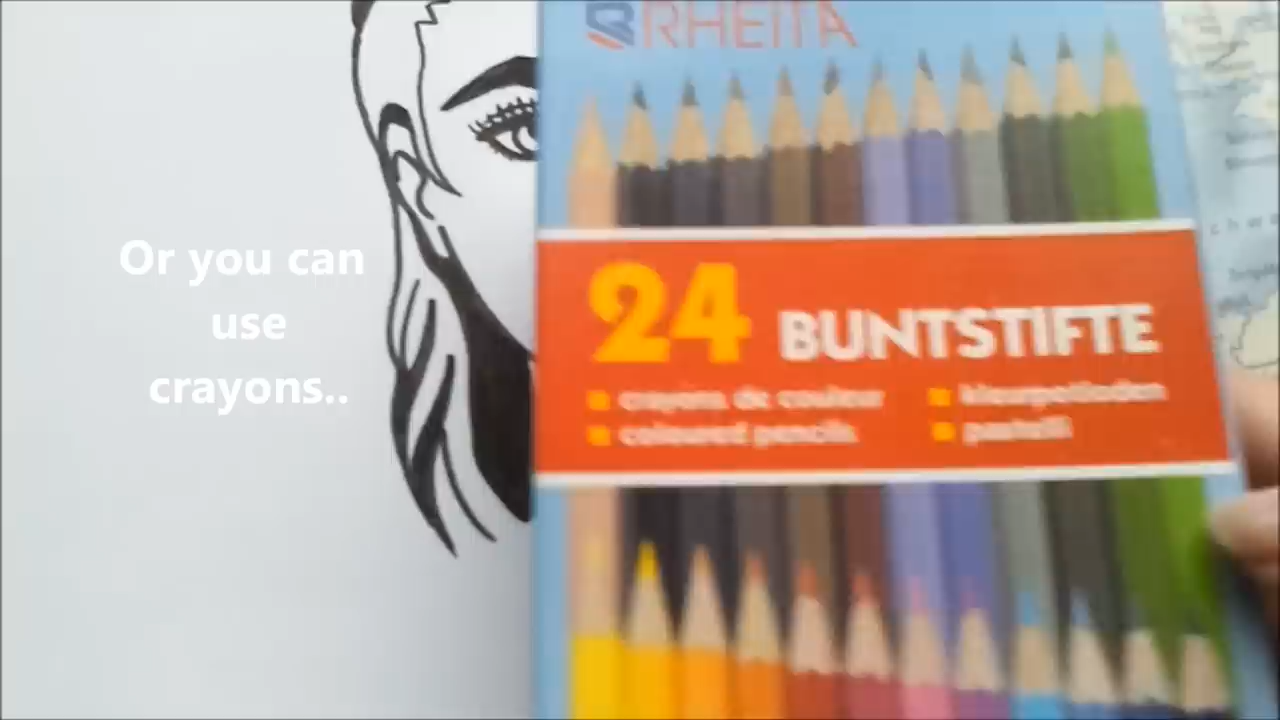 RHEITA
Or you can
use
crayons..
24 BUNTSTIFTE
crayons de couleur
coloured pencils
kleurpotloden
pastelli